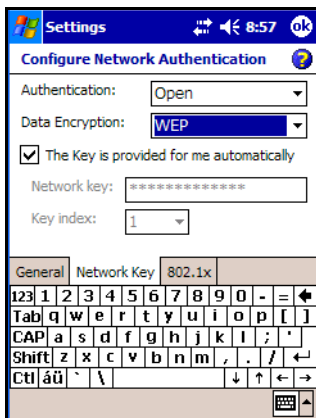 Settings 8:57 ok
Configure Network Authentication ?
Authentication: Open
Data Encryption: WEP
The Key is provided for me automatically
Network key: *************
Key index: 1
General Network Key 802.1x
123 1 2 3 4 5 6 7 8 9 0 - =
Tab q w e r t y u i o p [ ]
CAP a s d f g h j k l ; '
Shift z x c v b n m , . /
Ctl áü ` \